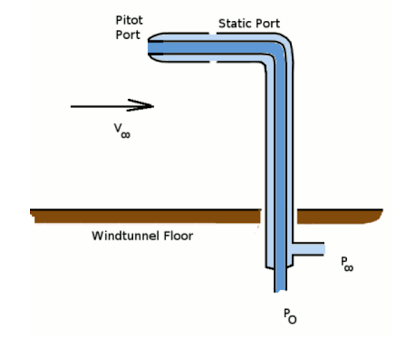 Pitot
Port
Static Port
V∞
Windtunnel Floor
P∞
PO